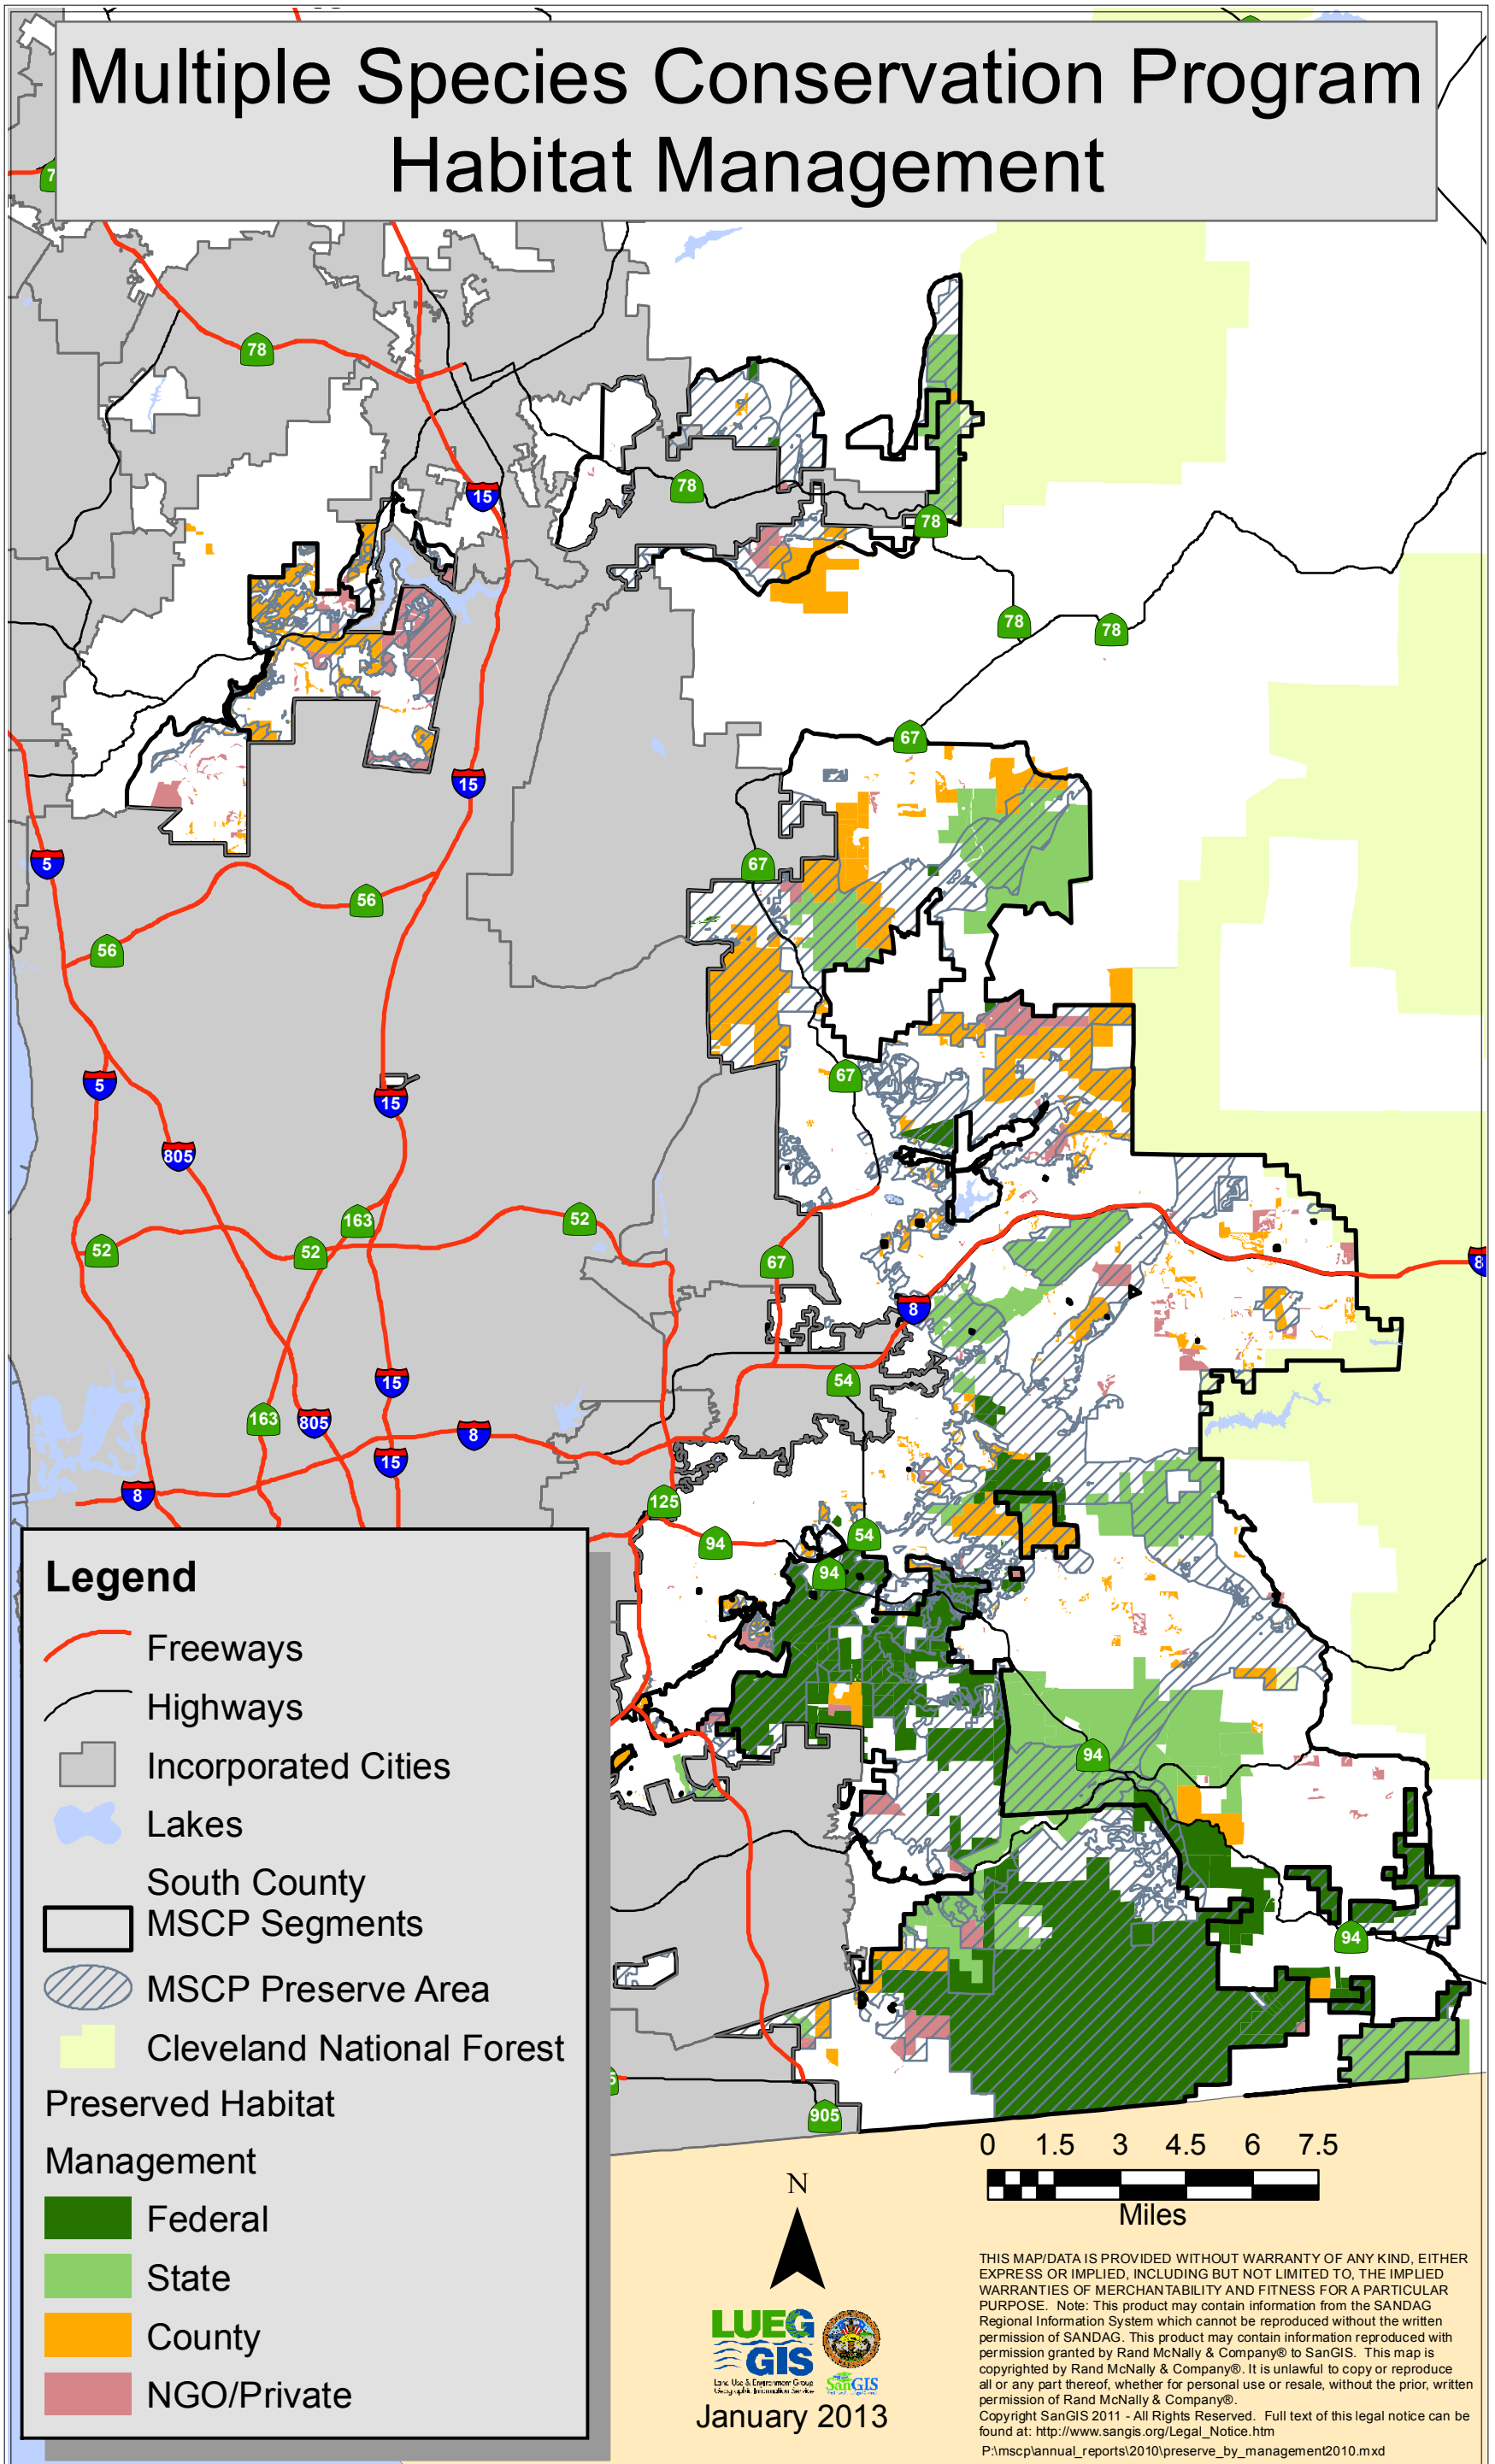 Multiple Species Conservation Program
Habitat Management
78
15
78
78
78
78
67
15
67
5
56
56
67
5
15
805
163
52
52
52
67
8
8
15
54
163
805
8
15
8
125
94
54
94
94
94
905
Legend
Freeways
Highways
Incorporated Cities
Lakes
South County
MSCP Segments
MSCP Preserve Area
Cleveland National Forest
Preserved Habitat
Management
Federal
State
County
NGO/Private
0 1.5 3 4.5 6 7.5
Miles
N
LUEG
GIS
Land Use & Environment Group
Geographic Information Service
SanGIS
January 2013
THIS MAP/DATA IS PROVIDED WITHOUT WARRANTY OF ANY KIND, EITHER
EXPRESS OR IMPLIED, INCLUDING BUT NOT LIMITED TO, THE IMPLIED
WARRANTIES OF MERCHANTABILITY AND FITNESS FOR A PARTICULAR
PURPOSE. Note: This product may contain information from the SANDAG
Regional Information System which cannot be reproduced without the written
permission of SANDAG. This product may contain information reproduced with
permission granted by Rand McNally & Company® to SanGIS. This map is
copyrighted by Rand McNally & Company®. It is unlawful to copy or reproduce
all or any part thereof, whether for personal use or resale, without the prior, written
permission of Rand McNally & Company®.
Copyright SanGIS 2011 - All Rights Reserved. Full text of this legal notice can be
found at: http://www.sangis.org/Legal_Notice.htm
P:\mscp\annual_reports\2010\preserve_by_management2010.mxd